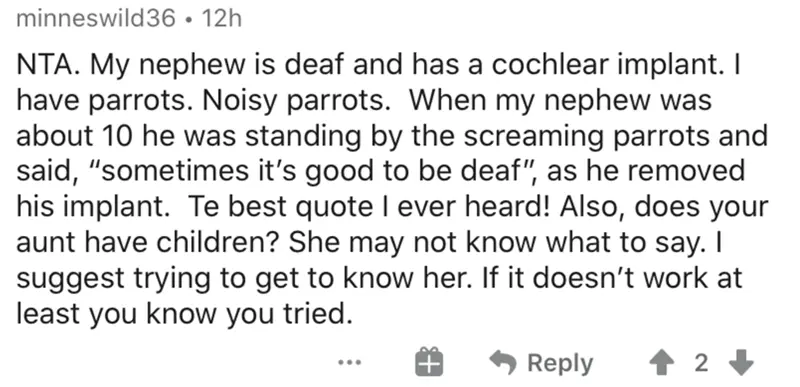 minneswild36 • 12h
NTA. My nephew is deaf and has a cochlear implant. I
have parrots. Noisy parrots.  When my nephew was
about 10 he was standing by the screaming parrots and
said, “sometimes it’s good to be deaf”, as he removed
his implant.  Te best quote I ever heard! Also, does your
aunt have children? She may not know what to say. I
suggest trying to get to know her. If it doesn’t work at
least you know you tried.
Reply 2